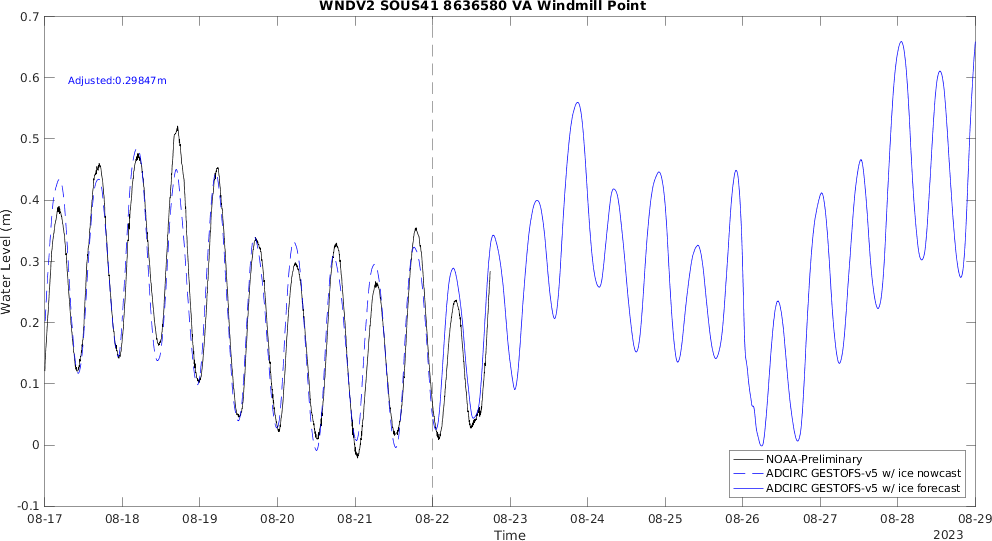 WNDV2 SOUS41 8636580 VA Windmill Point
0.7
0.6
0.5
0.4
0.3
0.2
0.1
0
-0.1
Water Level (m)
Adjusted:0.29847m
NOAA-Preliminary
ADCIRC GESTOFS-v5 w/ ice nowcast
ADCIRC GESTOFS-v5 w/ ice forecast
08-17 08-18 08-19 08-20 08-21 08-22 08-23 08-24 08-25 08-26 08-27 08-28 08-29
Time
2023